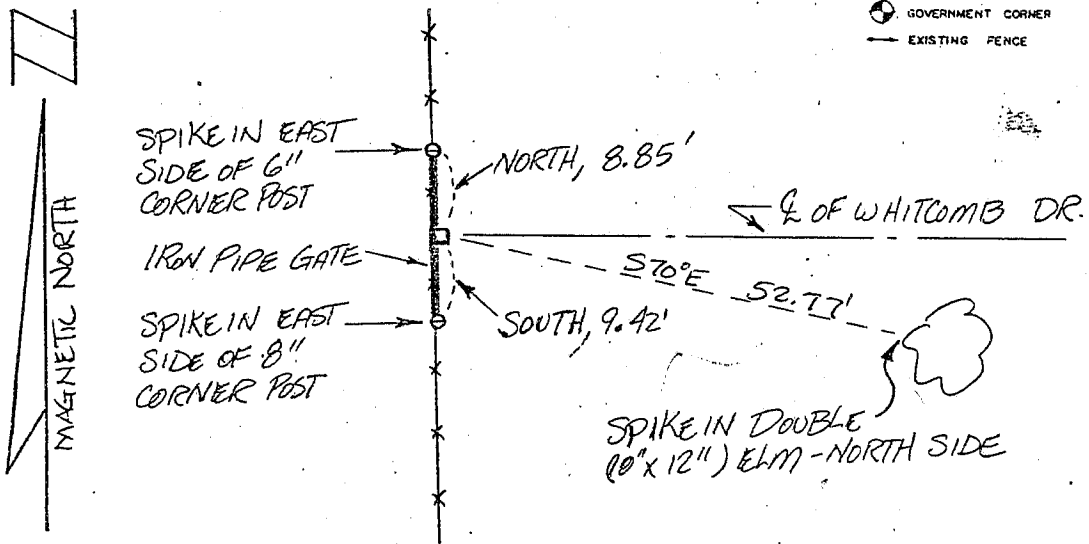 GOVERNMENT CORNER
EXISTING FENCE
N
MAGNETIC NORTH
SPIKE IN EAST
SIDE OF 6"
CORNER POST
NORTH, 8.85'
℄ OF WHITCOMB DR.
IRON PIPE GATE
S70°E 52.77'
SPIKE IN EAST
SIDE OF 8"
CORNER POST
SOUTH, 9.42'
SPIKE IN DOUBLE
(10" x 12") ELM - NORTH SIDE